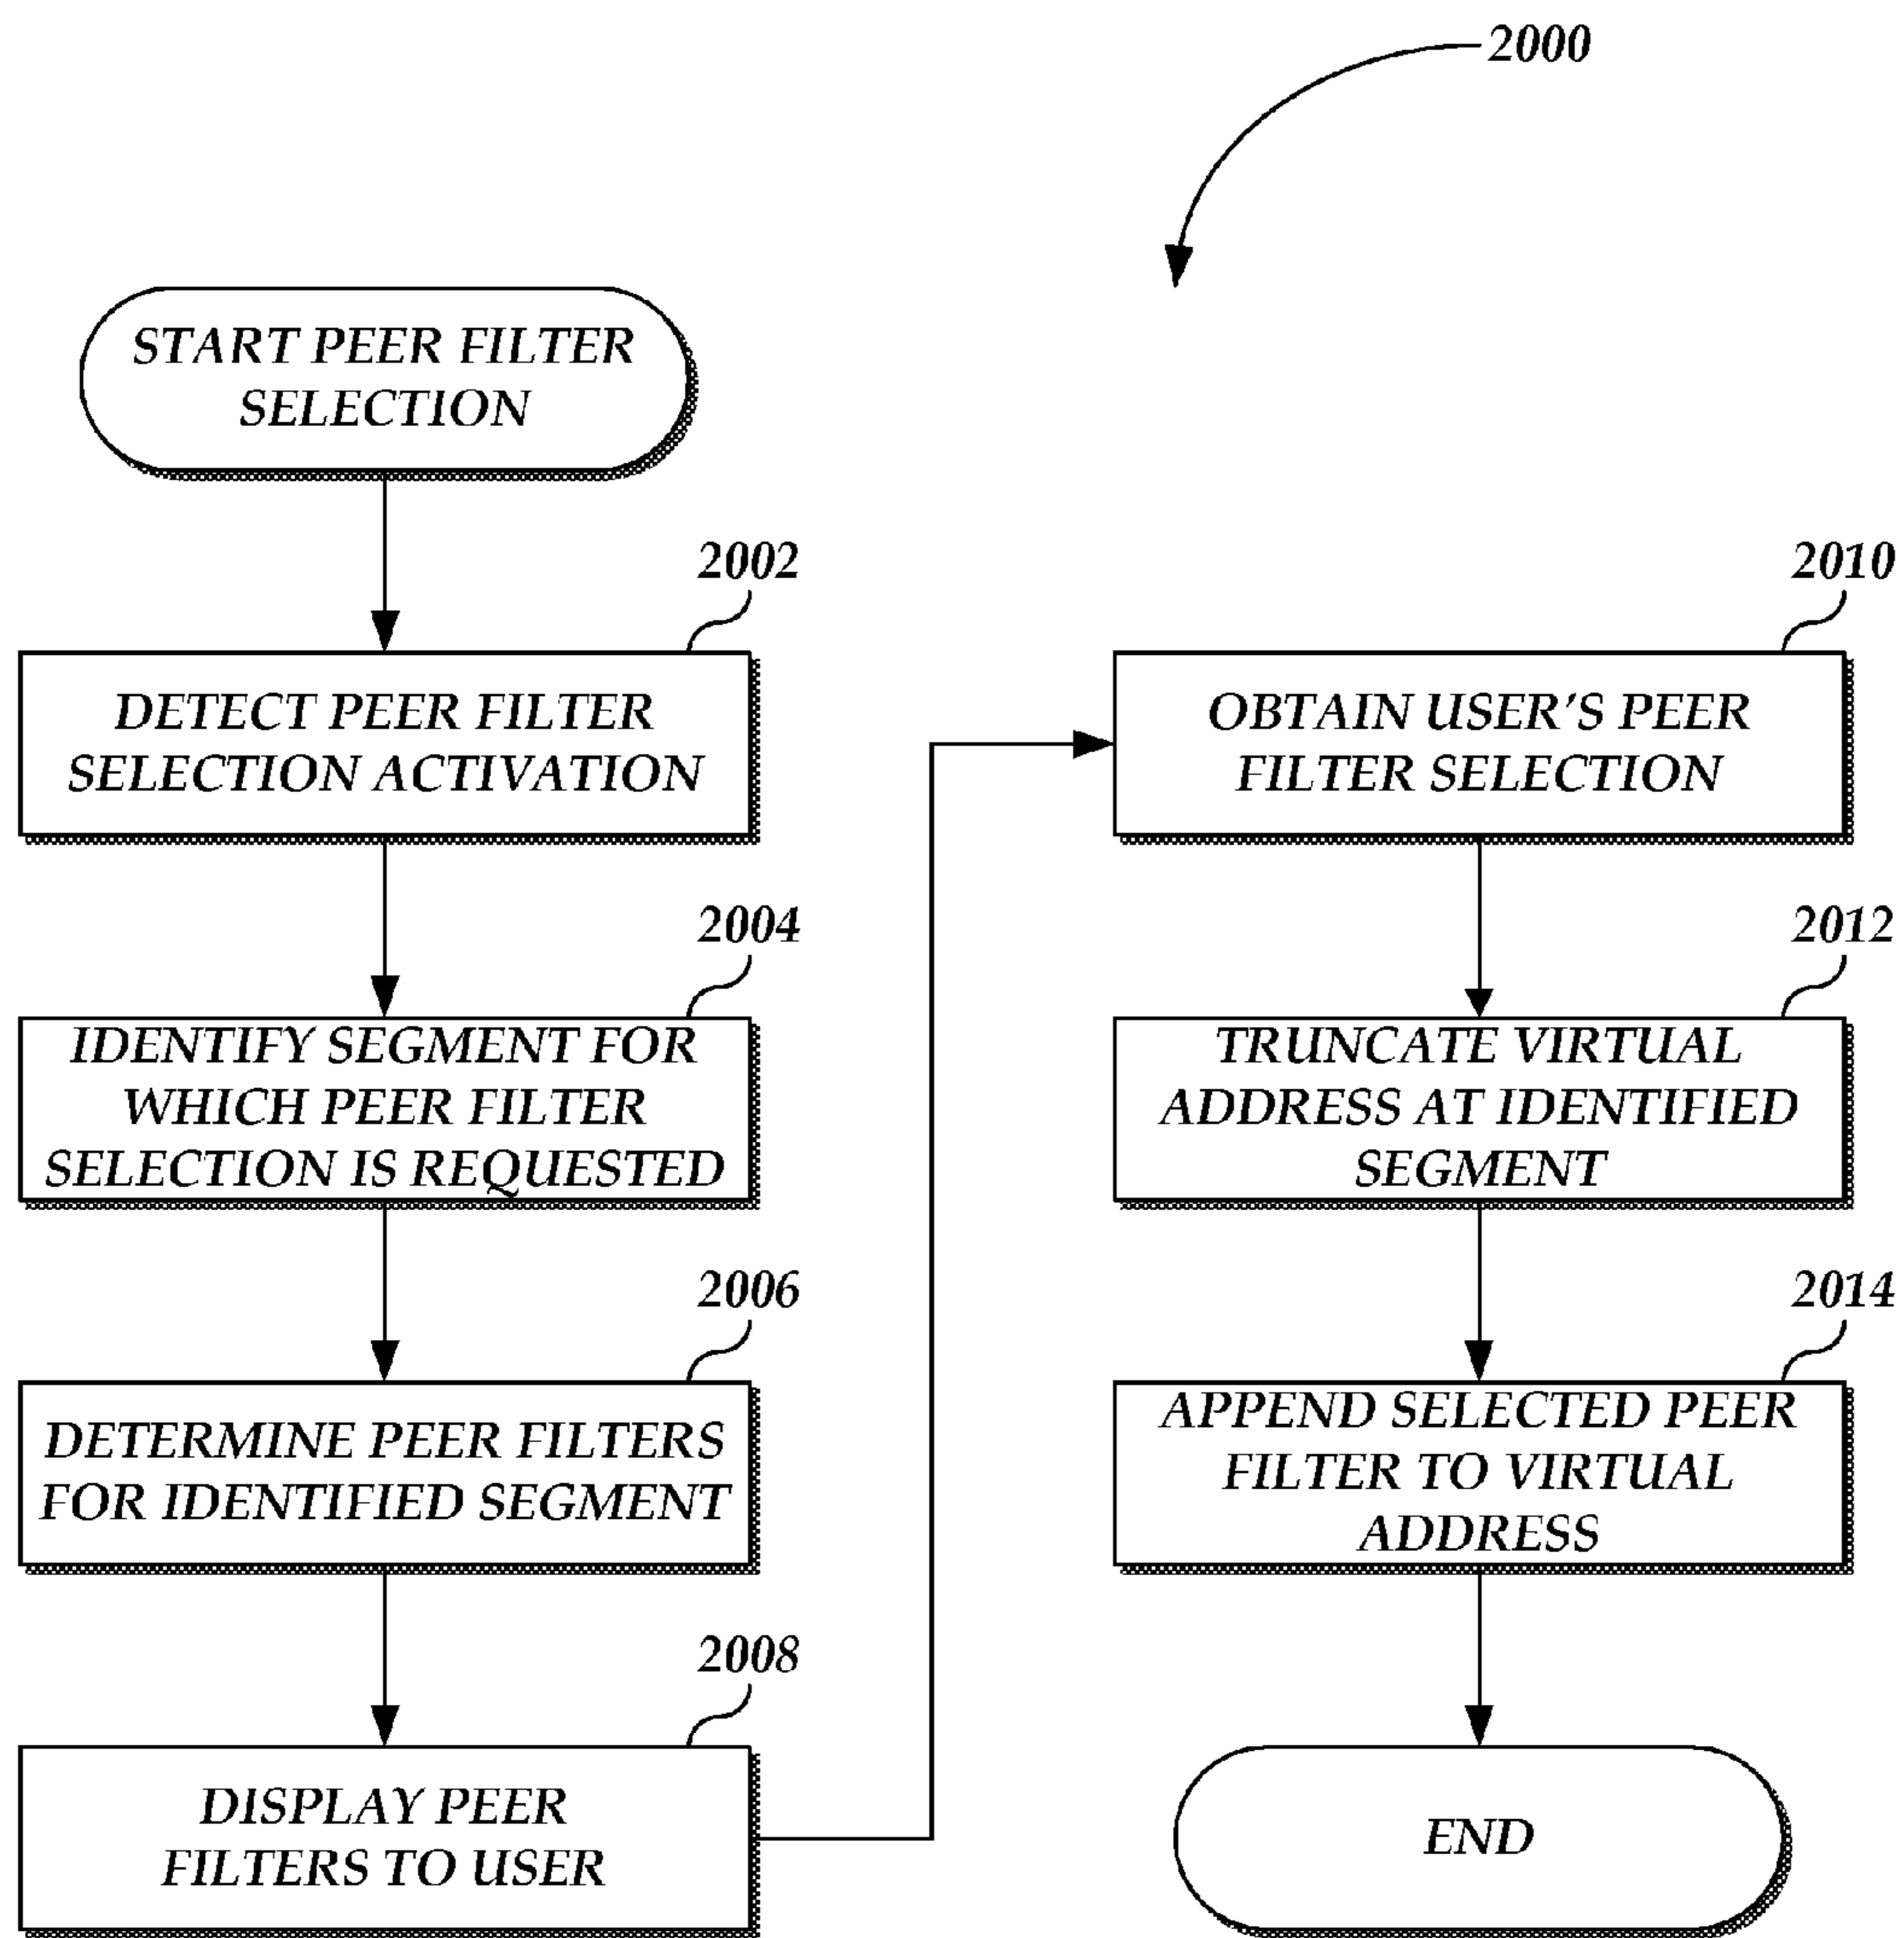 2000
START PEER FILTER
SELECTION
2002
DETECT PEER FILTER
SELECTION ACTIVATION
2004
IDENTIFY SEGMENT FOR
WHICH PEER FILTER
SELECTION IS REQUESTED
2006
DETERMINE PEER FILTERS
FOR IDENTIFIED SEGMENT
2008
DISPLAY PEER
FILTERS TO USER
2010
OBTAIN USER'S PEER
FILTER SELECTION
2012
TRUNCATE VIRTUAL
ADDRESS AT IDENTIFIED
SEGMENT
2014
APPEND SELECTED PEER
FILTER TO VIRTUAL
ADDRESS
END